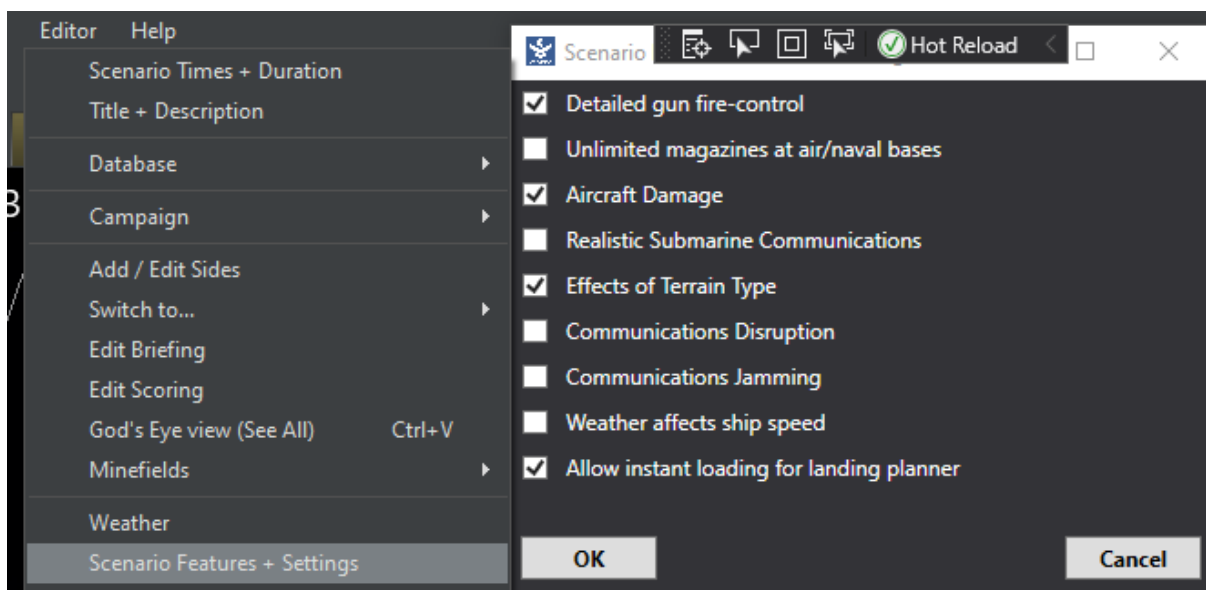 Editor Help
Scenario Times + Duration
Title + Description
Database
Campaign
Add / Edit Sides
Switch to...
Edit Briefing
Edit Scoring
God's Eye view (See All) Ctrl+V
Minefields
Weather
Scenario Features + Settings
Scenario
Hot Reload
Detailed gun fire-control
Unlimited magazines at air/naval bases
Aircraft Damage
Realistic Submarine Communications
Effects of Terrain Type
Communications Disruption
Communications Jamming
Weather affects ship speed
Allow instant loading for landing planner
OK Cancel